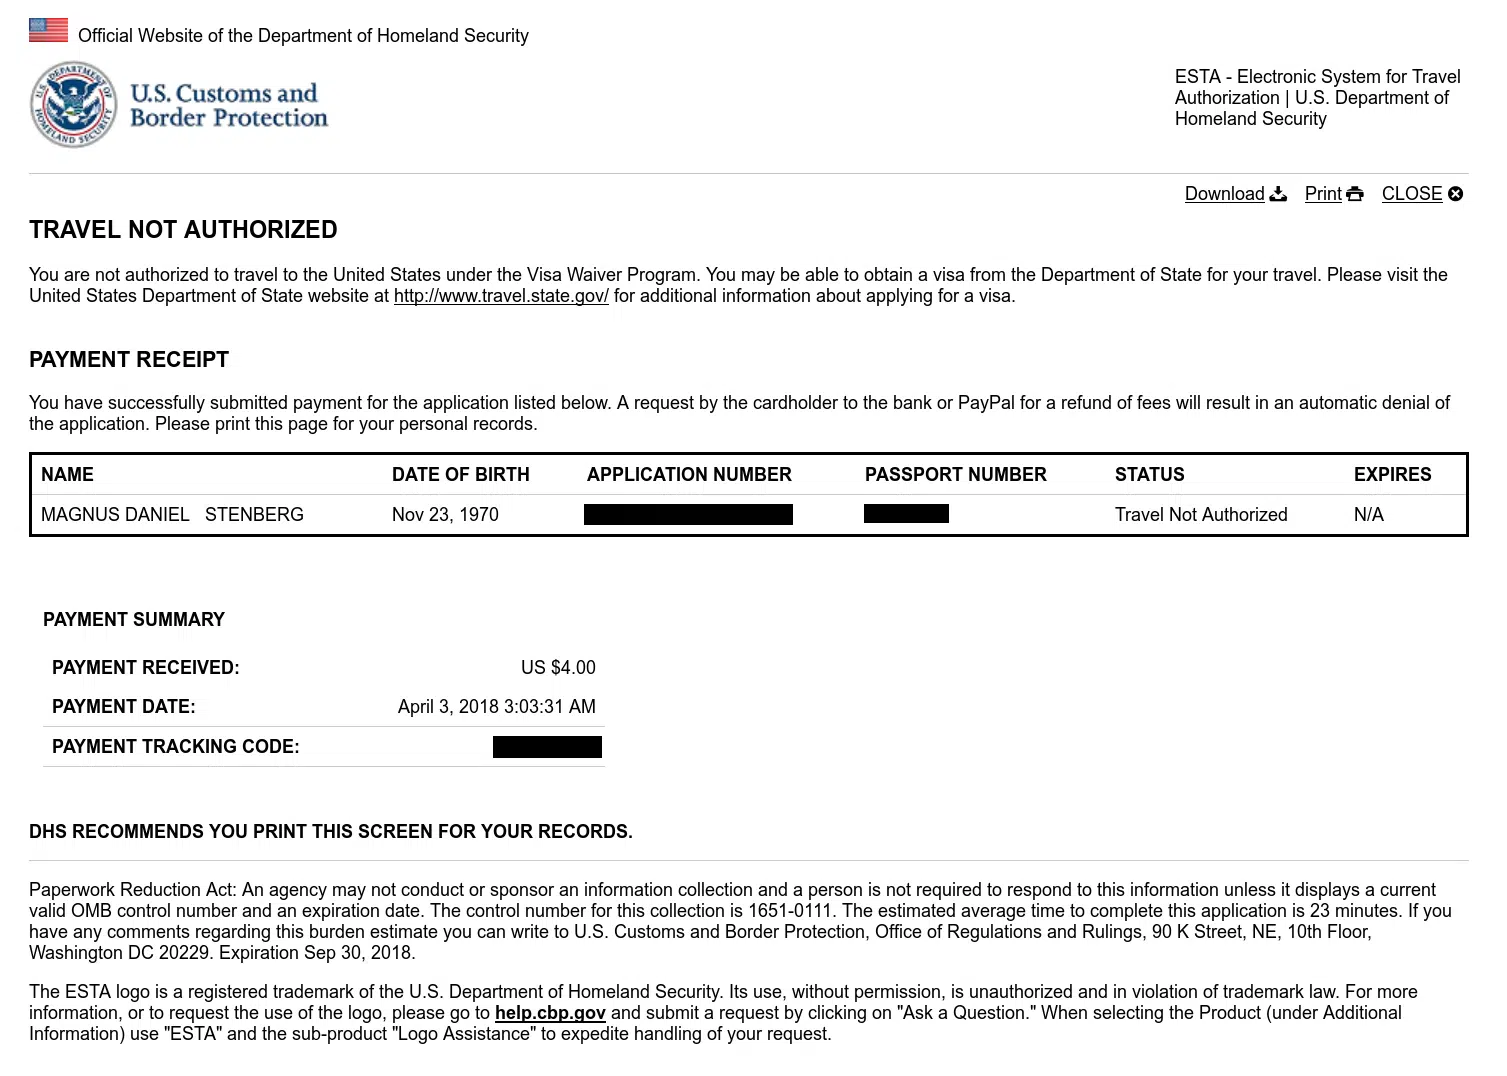 Official Website of the Department of Homeland Security
U.S. Customs and
Border Protection
U.S. DEPARTMENT OF HOMELAND SECURITY
ESTA - Electronic System for Travel
Authorization | U.S. Department of
Homeland Security
Download Print CLOSE
TRAVEL NOT AUTHORIZED
You are not authorized to travel to the United States under the Visa Waiver Program. You may be able to obtain a visa from the Department of State for your travel. Please visit the
United States Department of State website at http://www.travel.state.gov/ for additional information about applying for a visa.
PAYMENT RECEIPT
You have successfully submitted payment for the application listed below. A request by the cardholder to the bank or PayPal for a refund of fees will result in an automatic denial of
the application. Please print this page for your personal records.
NAME DATE OF BIRTH APPLICATION NUMBER PASSPORT NUMBER STATUS EXPIRES
MAGNUS DANIEL STENBERG Nov 23, 1970 Travel Not Authorized N/A
PAYMENT SUMMARY
PAYMENT RECEIVED: US $4.00
PAYMENT DATE: April 3, 2018 3:03:31 AM
PAYMENT TRACKING CODE:
DHS RECOMMENDS YOU PRINT THIS SCREEN FOR YOUR RECORDS.
Paperwork Reduction Act: An agency may not conduct or sponsor an information collection and a person is not required to respond to this information unless it displays a current
valid OMB control number and an expiration date. The control number for this collection is 1651-0111. The estimated average time to complete this application is 23 minutes. If you
have any comments regarding this burden estimate you can write to U.S. Customs and Border Protection, Office of Regulations and Rulings, 90 K Street, NE, 10th Floor,
Washington DC 20229. Expiration Sep 30, 2018.
The ESTA logo is a registered trademark of the U.S. Department of Homeland Security. Its use, without permission, is unauthorized and in violation of trademark law. For more
information, or to request the use of the logo, please go to help.cbp.gov and submit a request by clicking on "Ask a Question." When selecting the Product (under Additional
Information) use "ESTA" and the sub-product "Logo Assistance" to expedite handling of your request.